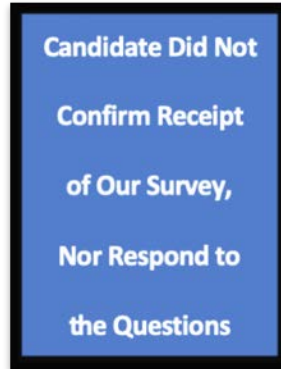 Candidate Did Not
Confirm Receipt
of Our Survey,
Nor Respond to
the Questions